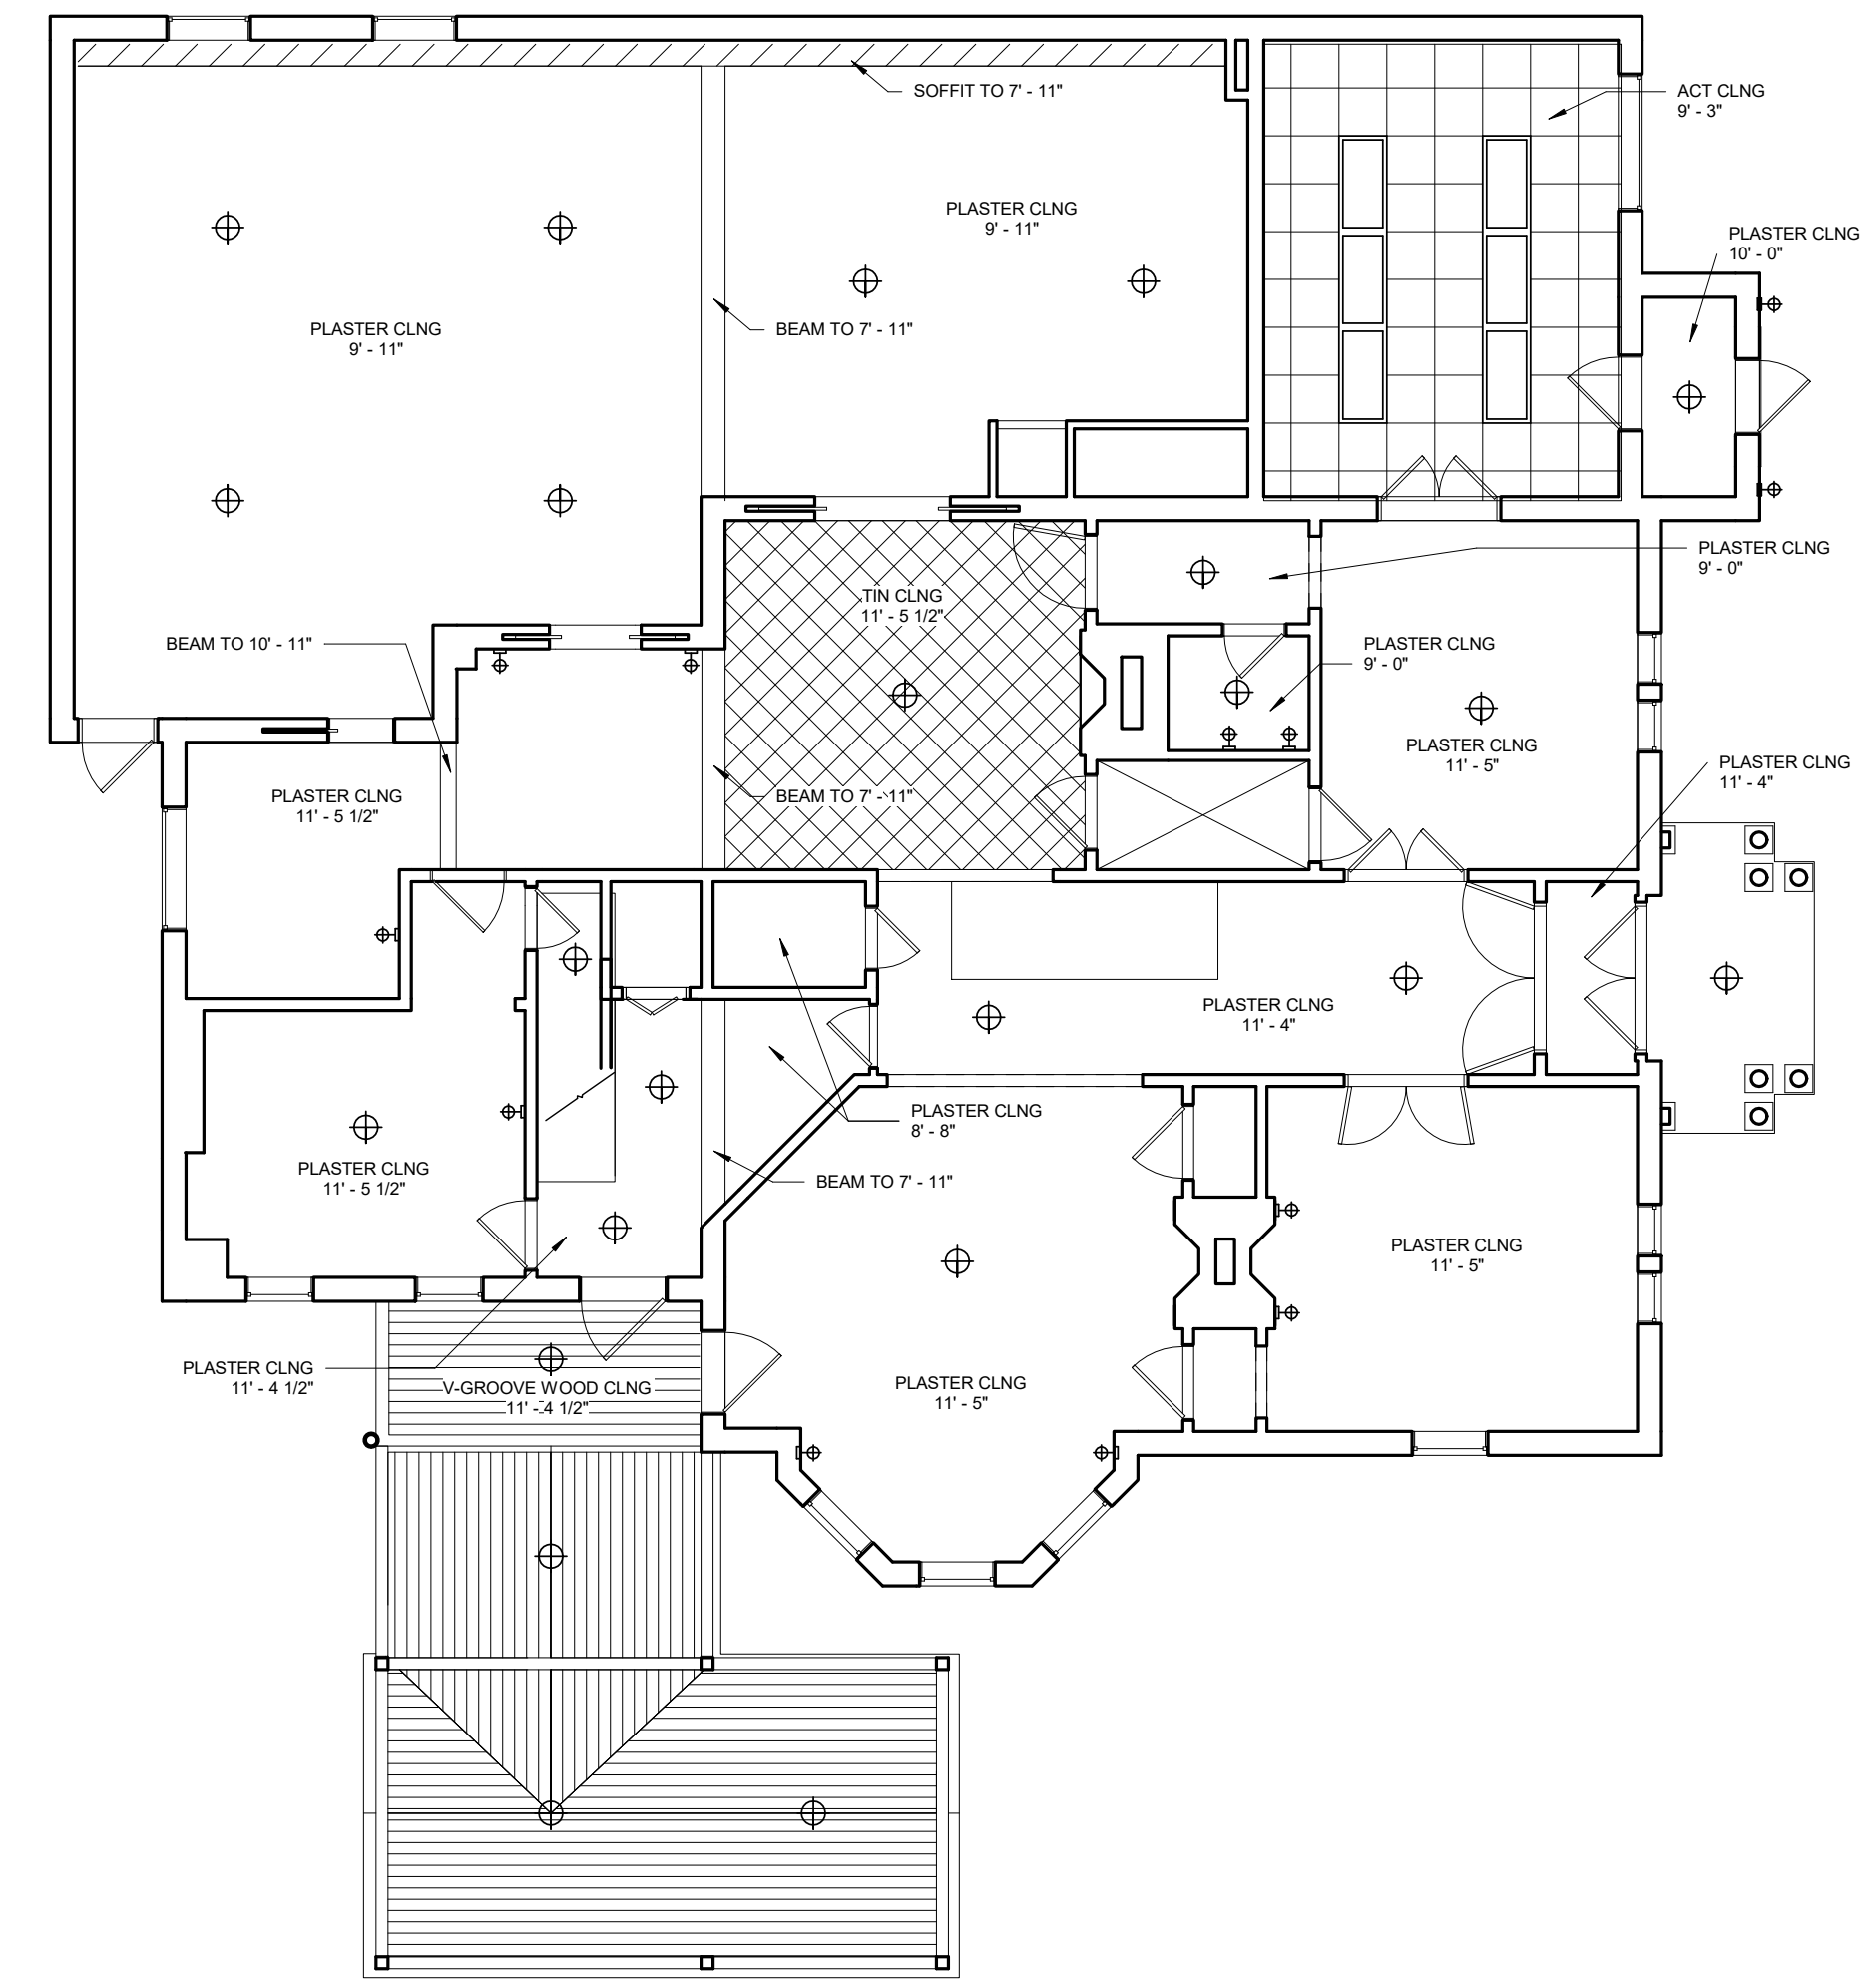 SOFFIT TO 7' - 11"
ACT CLNG
9' - 3"
PLASTER CLNG
9' - 11"
PLASTER CLNG
10' - 0"
PLASTER CLNG
9' - 11"
BEAM TO 7' - 11"
PLASTER CLNG
9' - 0"
TIN CLNG
11' - 5 1/2"
BEAM TO 10' - 11"
PLASTER CLNG
9' - 0"
PLASTER CLNG
11' - 5"
PLASTER CLNG
11' - 4"
PLASTER CLNG
11' - 5 1/2"
BEAM TO 7' - 11"
PLASTER CLNG
11' - 4"
PLASTER CLNG
8' - 8"
PLASTER CLNG
11' - 5 1/2"
BEAM TO 7' - 11"
PLASTER CLNG
11' - 5"
PLASTER CLNG
11' - 4 1/2"
V-GROOVE WOOD CLNG
11' - 4 1/2"
PLASTER CLNG
11' - 5"